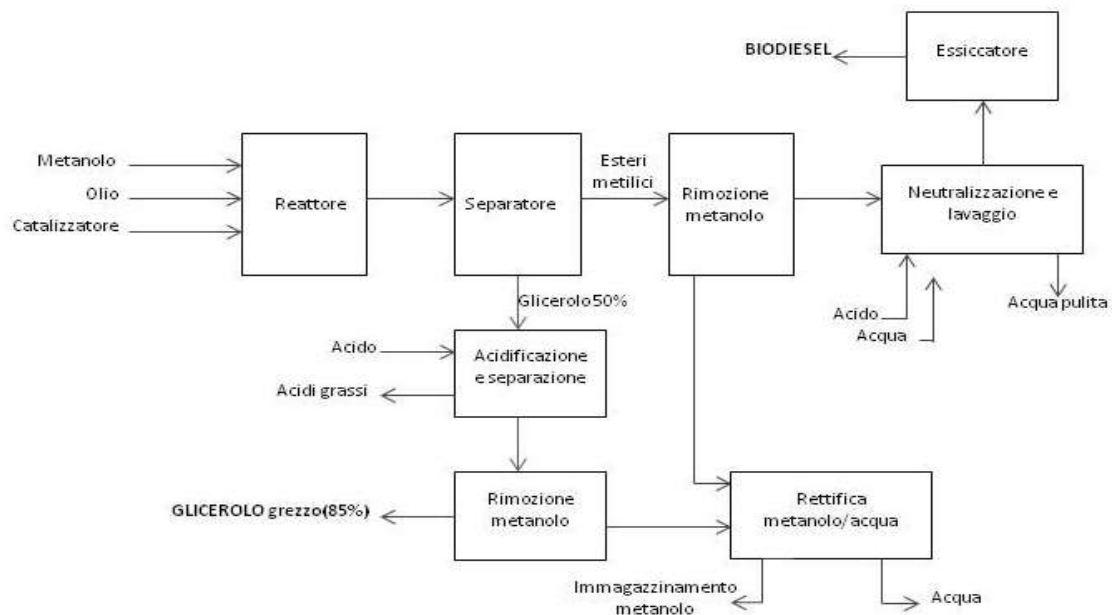 BIODIESEL
Essiccatore
Metanolo
Olio
Catalizzatore
Reattore
Separatore
Esteri
metilici
Rimozione
metanolo
Neutralizzazione e
lavaggio
Glicerolo 50%
Acido
Acqua
Acqua pulita
Acido
Acidi grassi
Acidificazione
e separazione
GLICEROLO grezzo(85%)
Rimozione
metanolo
Rettifica
metanolo/acqua
Immagazzinamento
metanolo
Acqua